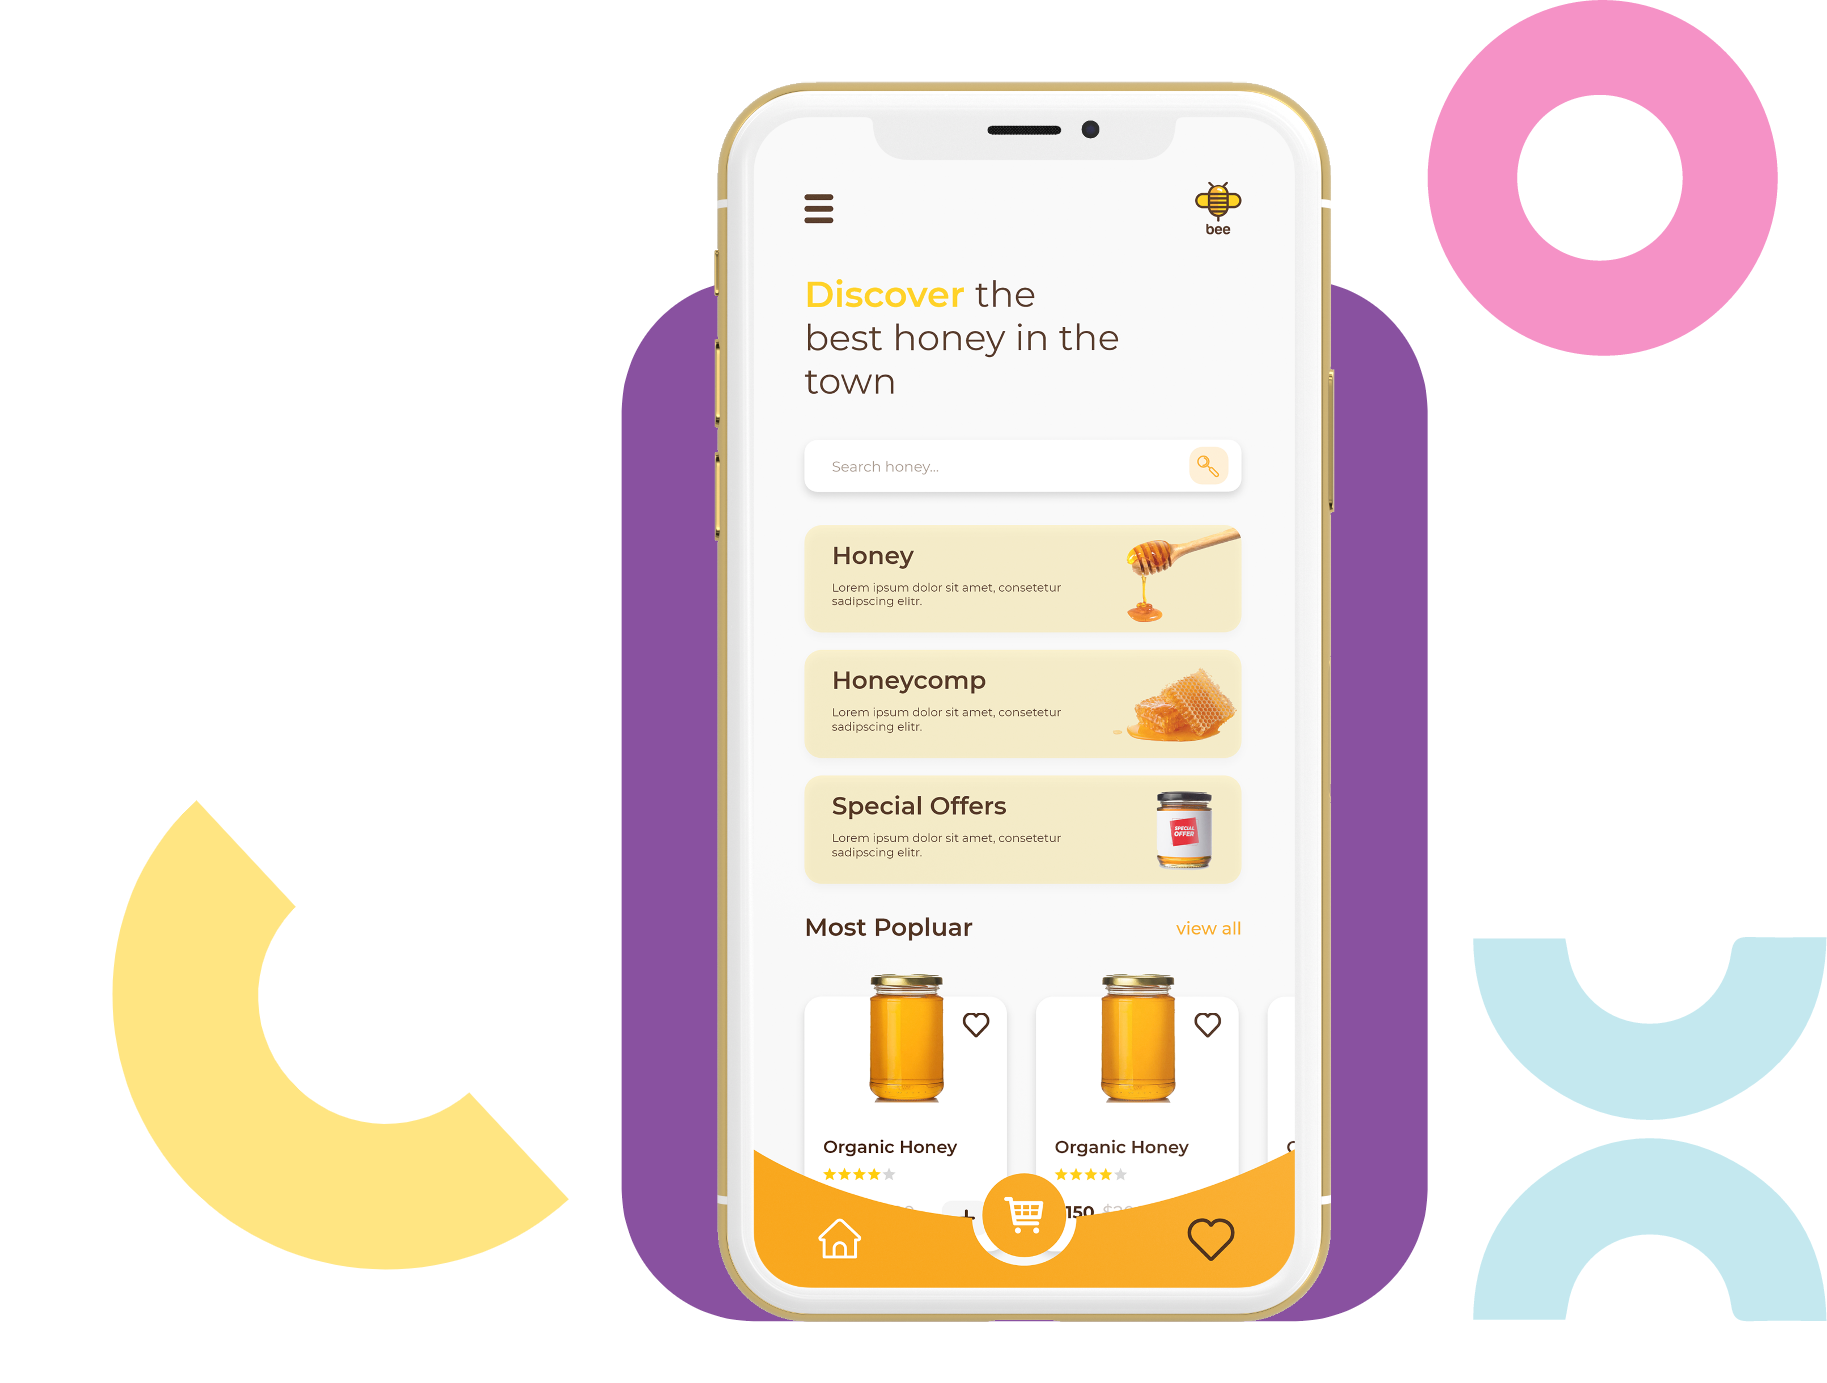 bee
Discover the
best honey in the
town
Search honey...
Honey
Lorem ipsum dolor sit amet, consetetur
sadipscing elitr.
Honeycomp
Lorem ipsum dolor sit amet, consetetur
sadipscing elitr.
SPECIAL
OFFER
Special Offers
Lorem ipsum dolor sit amet, consetetur
sadipscing elitr.
Most Popluar
view all
Organic Honey
Organic Honey
150